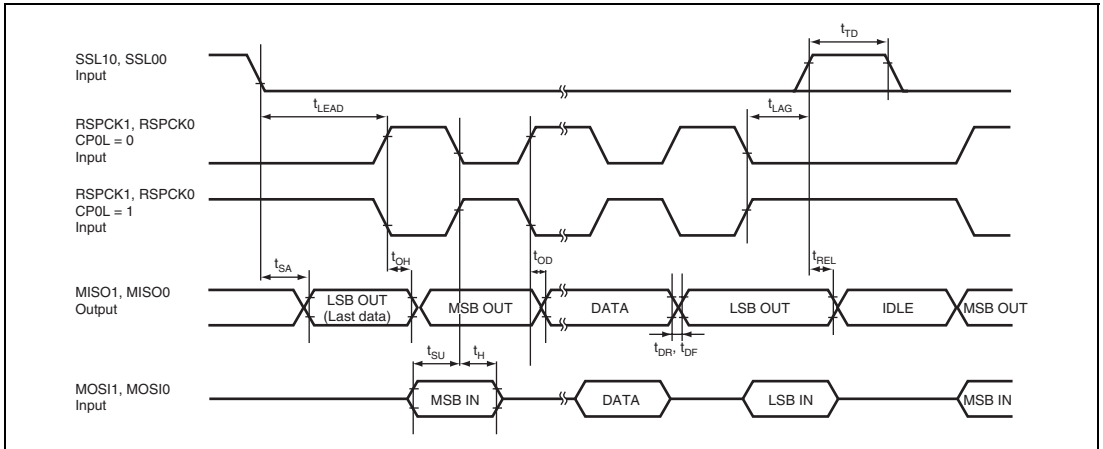 SSL10, SSL00
Input
tTD
tLEAD
tLAG
RSPCK1, RSPCK0
CP0L = 0
Input
RSPCK1, RSPCK0
CP0L = 1
Input
tSA
tOH
tOD
tREL
MISO1, MISO0
Output
LSB OUT
(Last data)
MSB OUT
DATA
LSB OUT
IDLE
MSB OUT
tSU
tH
tDR, tDF
MOSI1, MOSI0
Input
MSB IN
DATA
LSB IN
MSB IN